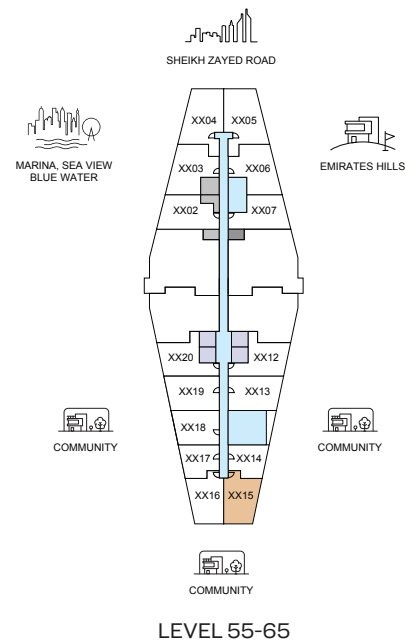 SHEIKH ZAYED ROAD
XX04 XX05
MARINA, SEA VIEW
BLUE WATER
EMIRATES HILLS
XX03 XX06
XX02 XX07
XX20 XX12
XX19 XX13
XX18
COMMUNITY
COMMUNITY
XX17 XX14
XX16 XX15
COMMUNITY
LEVEL 55-65